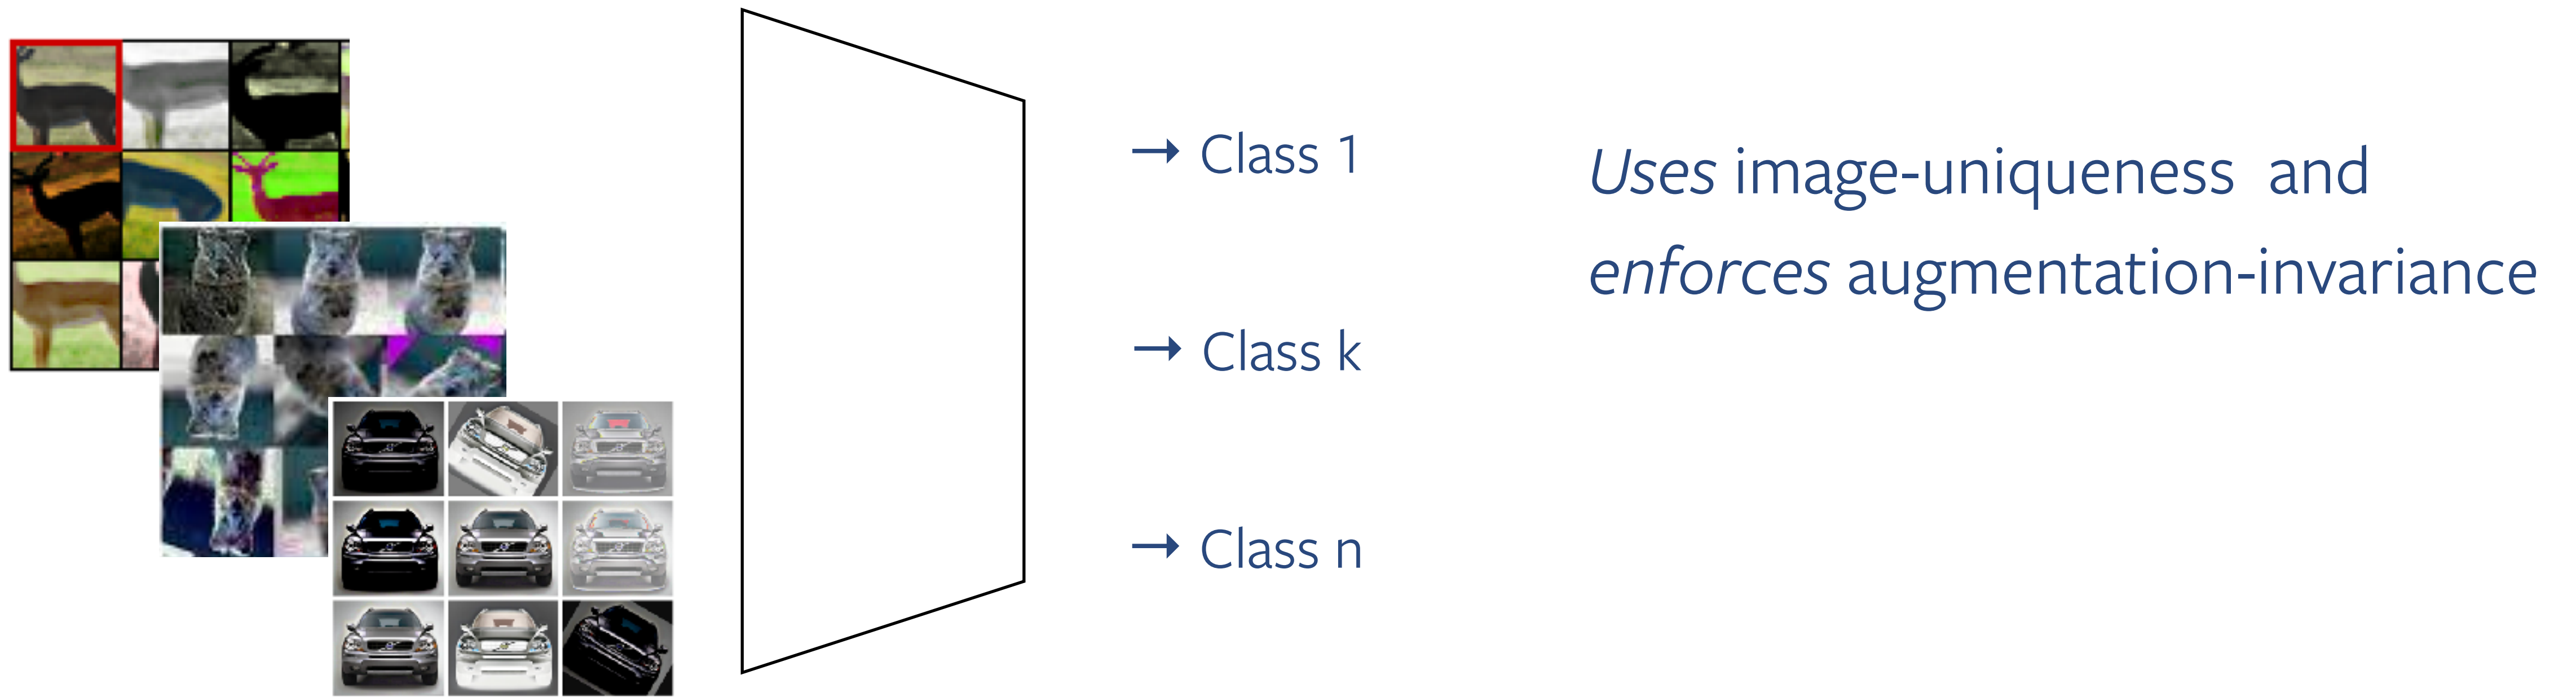 → Class 1
→ Class k
→ Class n
Uses image-uniqueness and
enforces augmentation-invariance